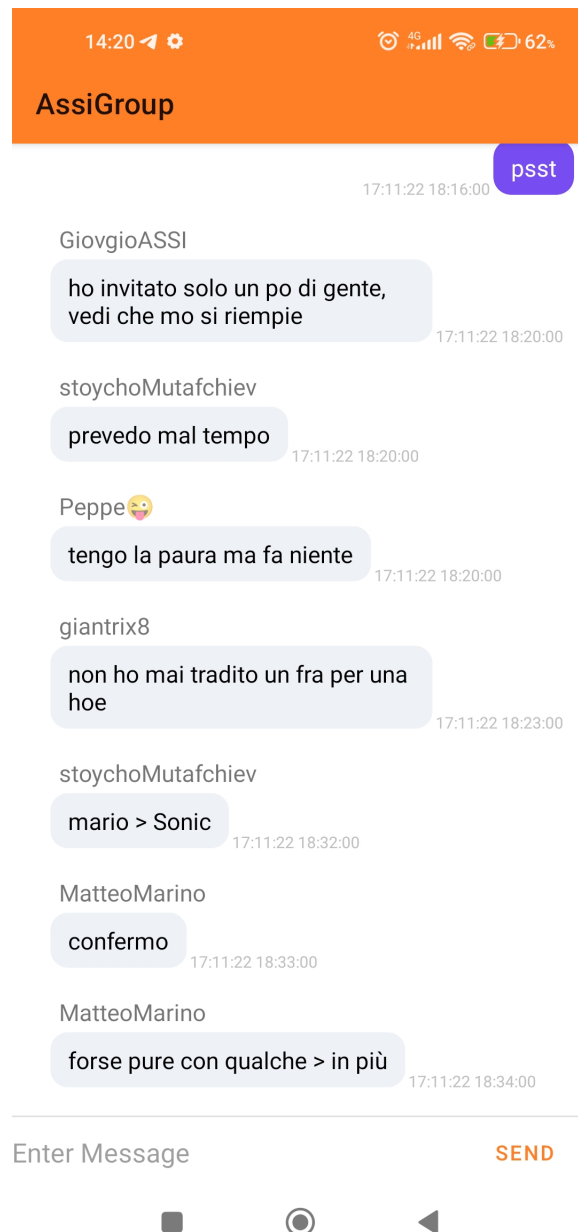 14:20 4G 62%
AssiGroup
psst
17:11:22 18:16:00
GiovgioASSI
ho invitato solo un po di gente,
vedi che mo si riempie
17:11:22 18:20:00
stoychoMutafchiev
prevedo mal tempo
17:11:22 18:20:00
Peppe😜
tengo la paura ma fa niente
17:11:22 18:20:00
giantrix8
non ho mai tradito un fra per una
hoe
17:11:22 18:23:00
stoychoMutafchiev
mario > Sonic
17:11:22 18:32:00
MatteoMarino
confermo
17:11:22 18:33:00
MatteoMarino
forse pure con qualche > in più
17:11:22 18:34:00
Enter Message SEND